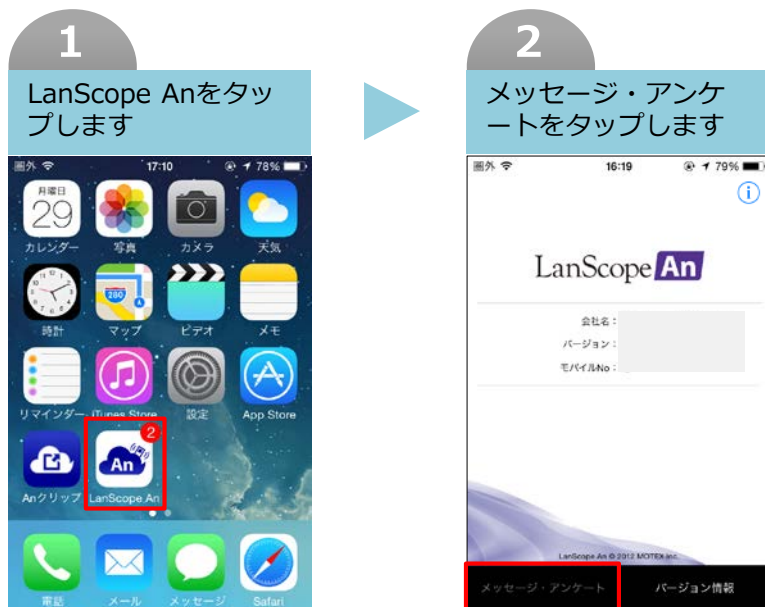 1
LanScope Anをタッ
プします
圏外 17:10 78%
月曜日
29
カレンダー 写真 カメラ 天気
280
時計 マップ ビデオ メモ
リマインダー iTunes Store 設定 App Store
2
An
Anクリップ LanScope An
電話 メール メッセージ Safari
2
メッセージ・アンケ
ートをタップします
圏外 16:19 79%
LanScope An
会社名：
バージョン：
モバイルNo：
LanScope An © 2012 MOTEX Inc.
メッセージ・アンケート バージョン情報